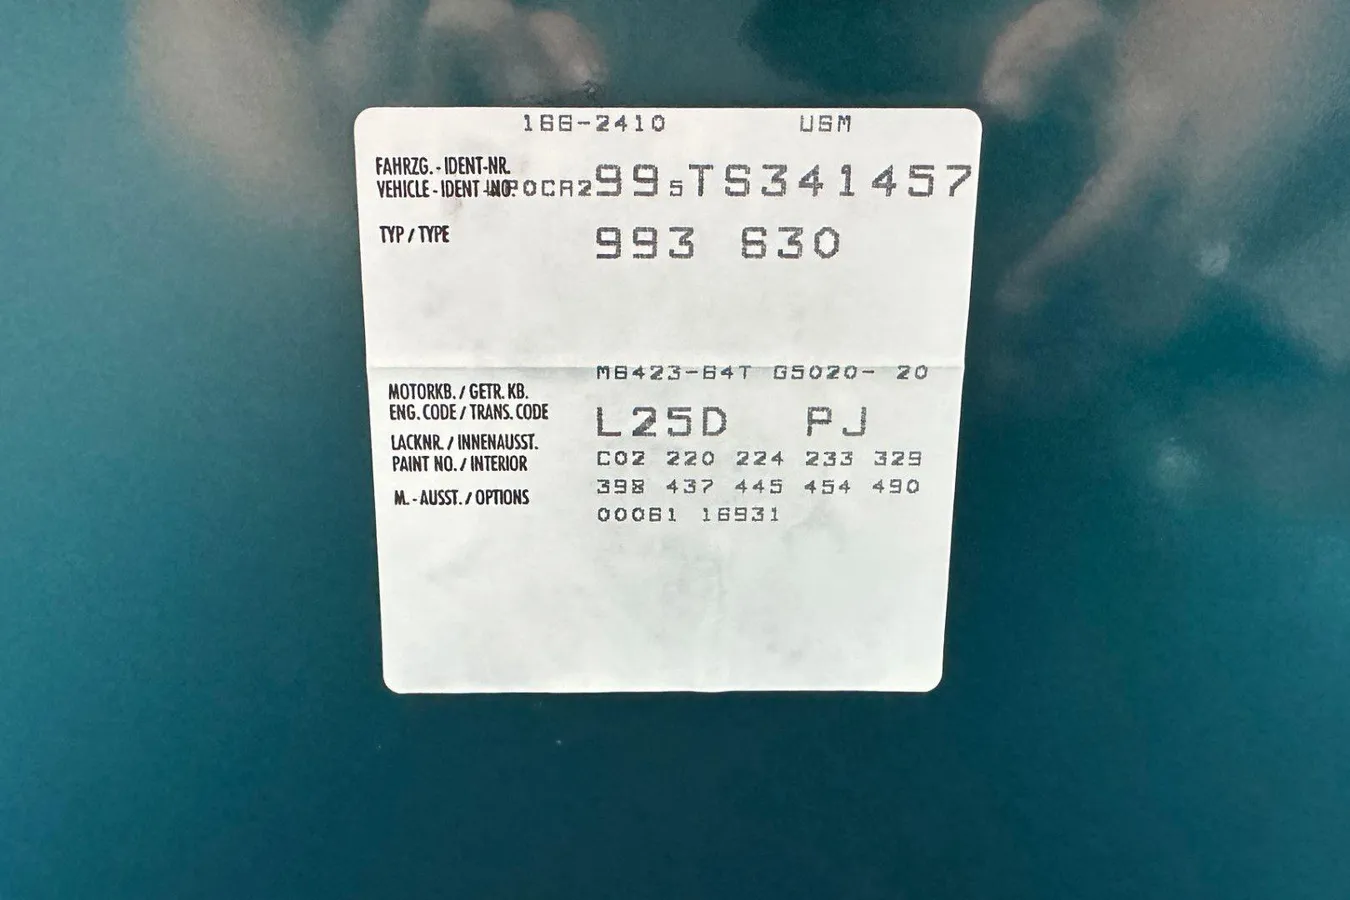 166-2410 USM
FAHRZG.-IDENT-NR.
VEHICLE-IDENT-NO. WP0CA2995TS341457
TYP / TYPE 993 630
M6423-64T G5020- 20
MOTORKB. / GETR. KB.
ENG. CODE / TRANS. CODE L25D PJ
LACKNR. / INNENAUSST.
PAINT NO. / INTERIOR C02 220 224 233 329
398 437 445 454 490
M.-AUSST. / OPTIONS 00061 16931